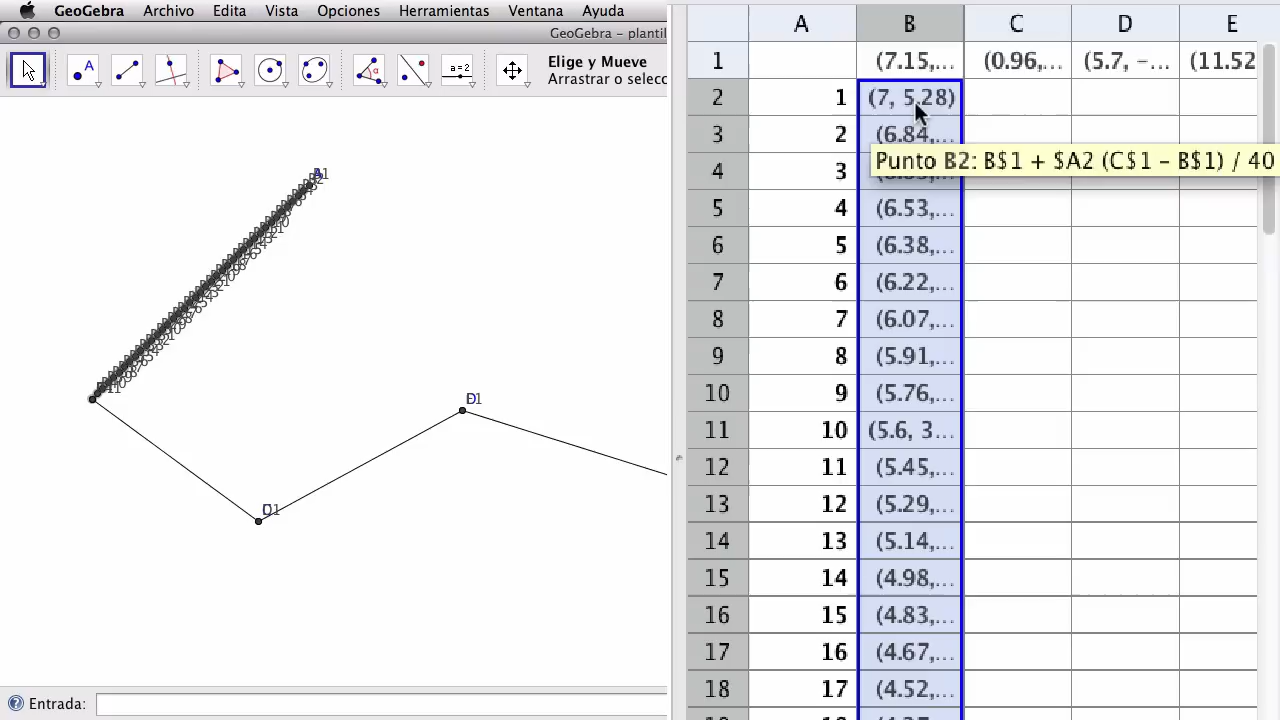 GeoGebra Archivo Edita Vista Opciones Herramientas Ventana Ayuda
GeoGebra – plantil
A
α
a=2
Elige y Mueve
Arrastrar o selecc
D1
Entrada:
A B C D E
1 (7.15,... (0.96,... (5.7, –... (11.52
2 1 (7, 5.28)
3 2 (6.84,...
Punto B2: B$1 + $A2 (C$1 – B$1) / 40
4 3
5 4 (6.53,...
6 5 (6.38,...
7 6 (6.22,...
8 7 (6.07,...
9 8 (5.91,...
10 9 (5.76,...
11 10 (5.6, 3...
12 11 (5.45,...
13 12 (5.29,...
14 13 (5.14,...
15 14 (4.98,...
16 15 (4.83,...
17 16 (4.67,...
18 17 (4.52,...